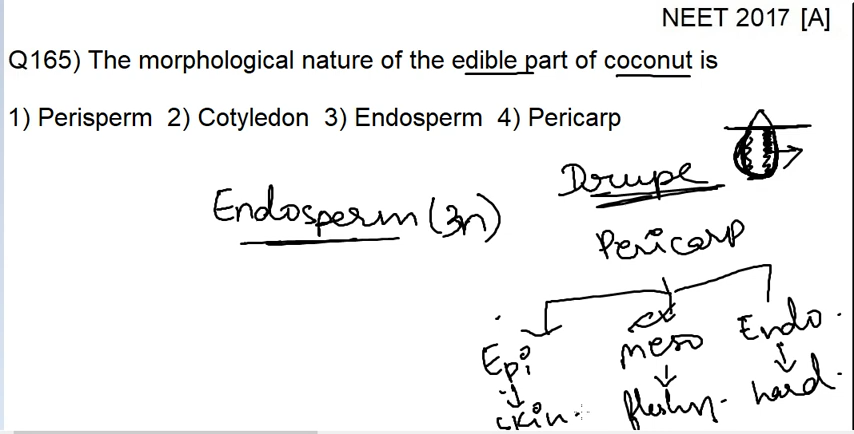 NEET 2017 [A]
Q165) The morphological nature of the edible part of coconut is
1) Perisperm 2) Cotyledon 3) Endosperm 4) Pericarp
Drupe
Endosperm (3n)
Pericarp
Epi meso Endo.
skin. fleshy. hard.